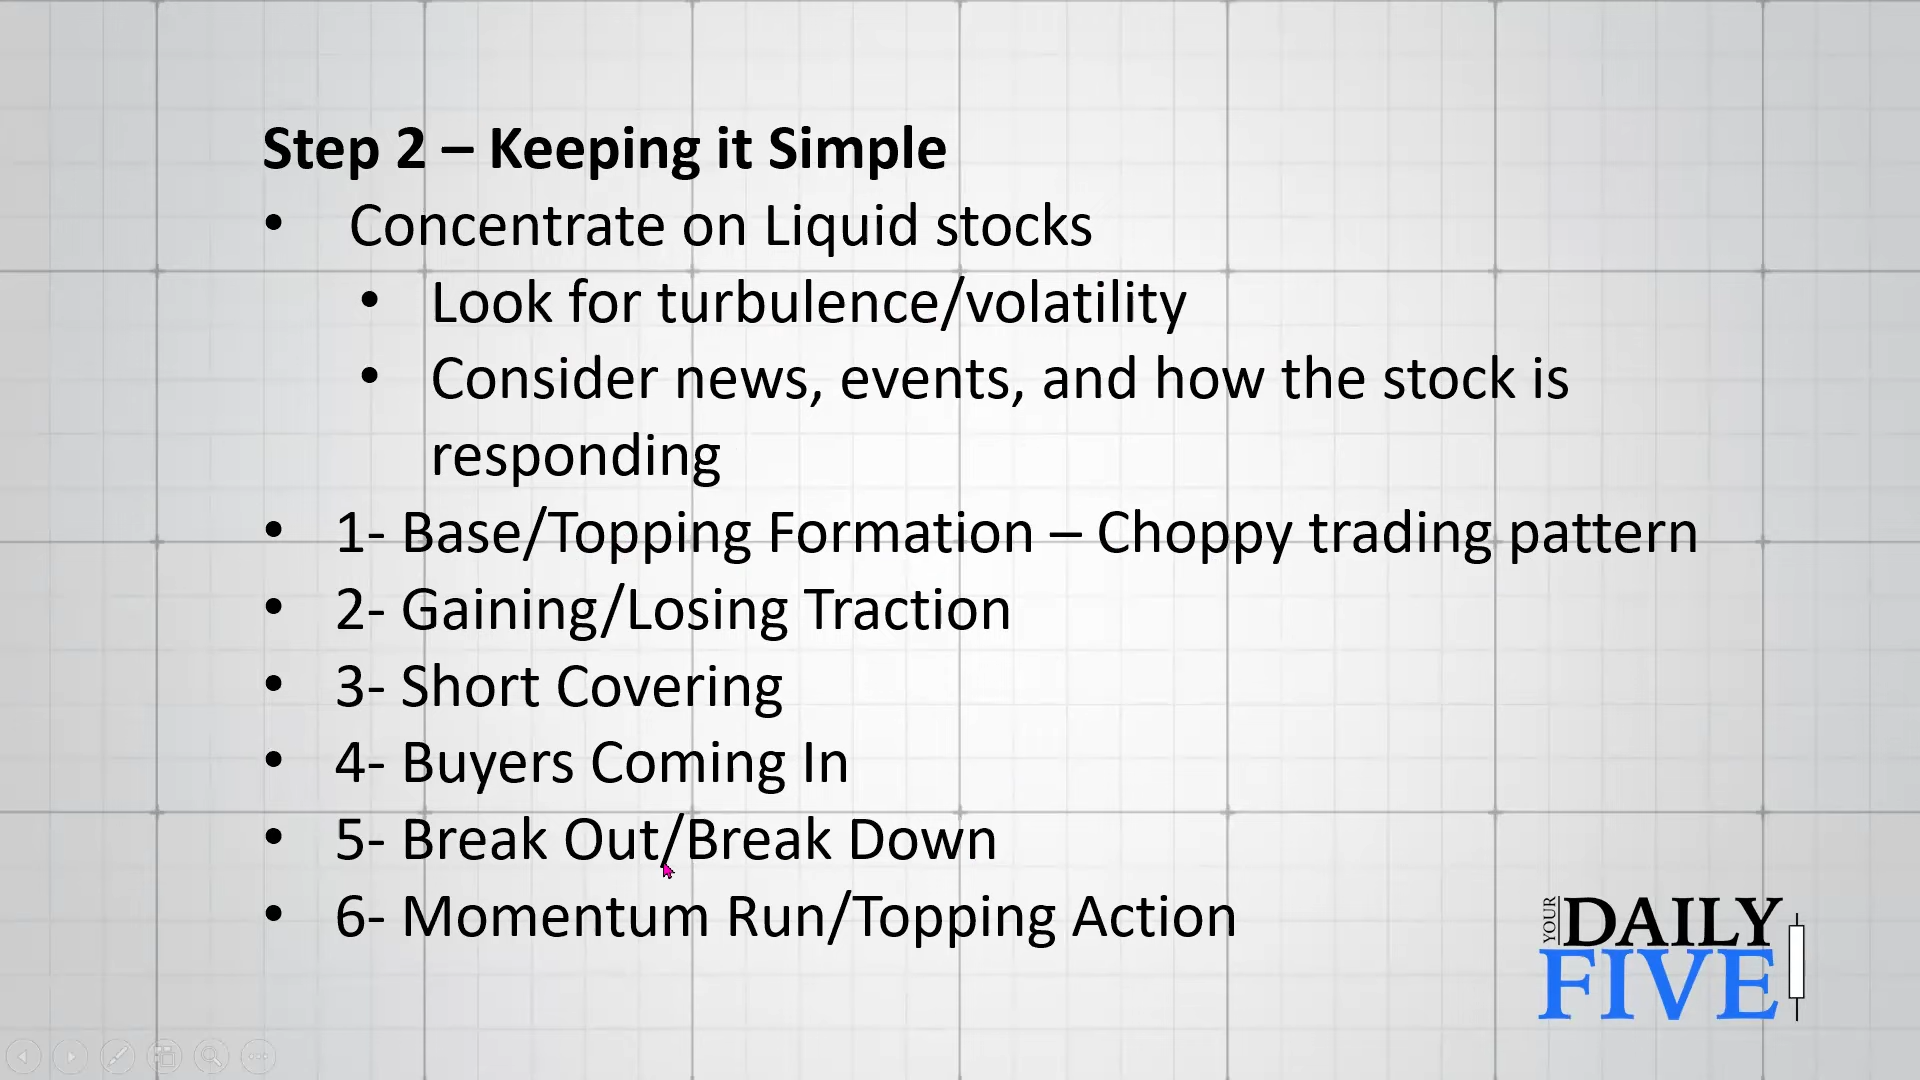 Step 2 – Keeping it Simple
• Concentrate on Liquid stocks
• Look for turbulence/volatility
• Consider news, events, and how the stock is
responding
• 1- Base/Topping Formation – Choppy trading pattern
• 2- Gaining/Losing Traction
• 3- Short Covering
• 4- Buyers Coming In
• 5- Break Out/Break Down
• 6- Momentum Run/Topping Action
YOUR DAILY
FIVE